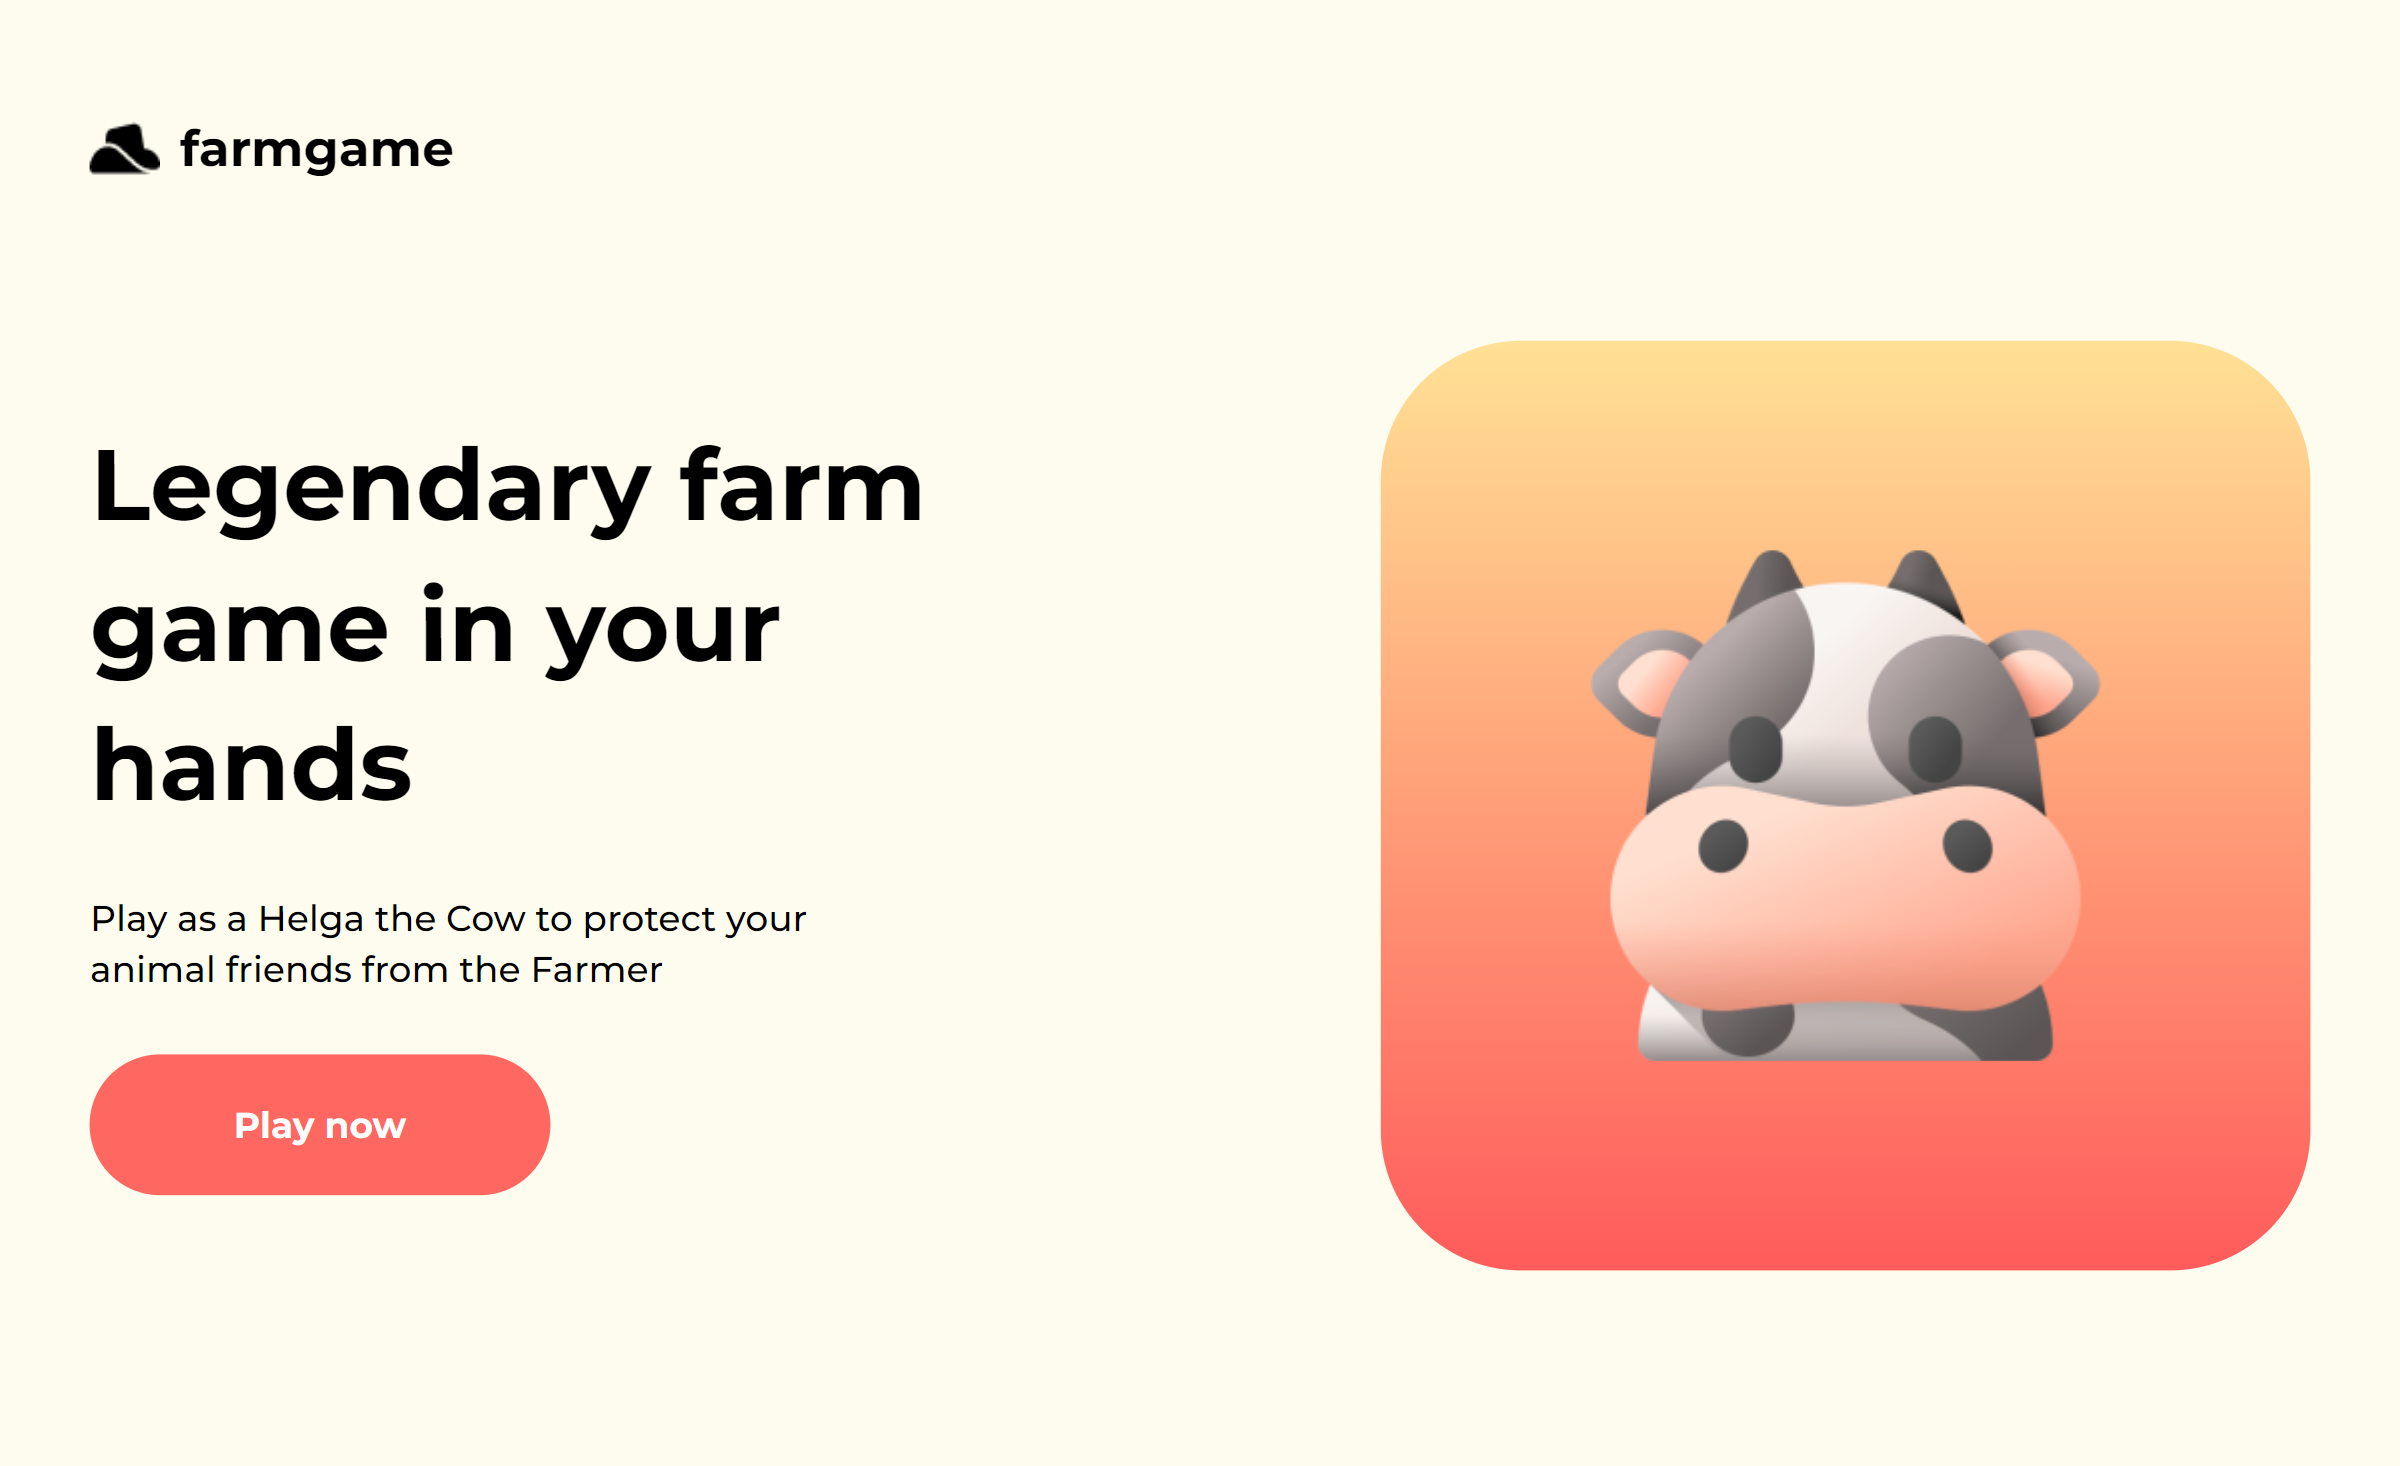 farmgame
Legendary farm
game in your
hands
Play as a Helga the Cow to protect your
animal friends from the Farmer
Play now